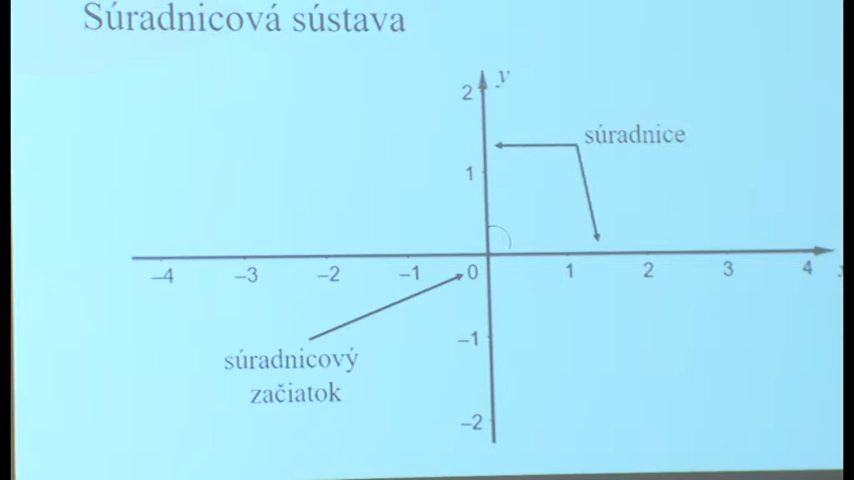 Súradnicová sústava
y
2
súradnice
1
–4 –3 –2 –1 0 1 2 3 4
–1
súradnicový
začiatok
–2